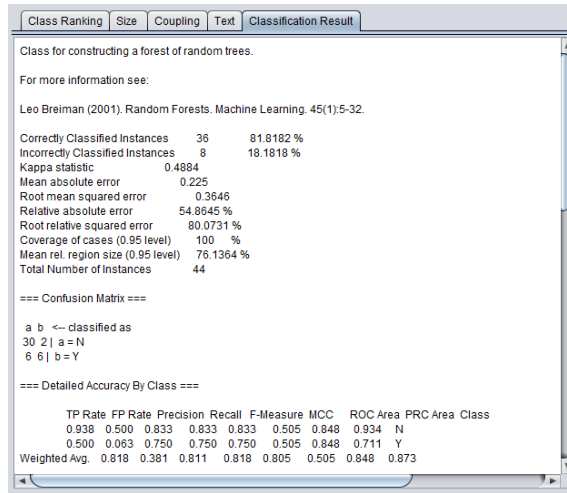 Class Ranking Size Coupling Text Classification Result
Class for constructing a forest of random trees.
For more information see:
Leo Breiman (2001). Random Forests. Machine Learning. 45(1):5-32.
Correctly Classified Instances 36 81.8182 %
Incorrectly Classified Instances 8 18.1818 %
Kappa statistic 0.4884
Mean absolute error 0.225
Root mean squared error 0.3646
Relative absolute error 54.8645 %
Root relative squared error 80.0731 %
Coverage of cases (0.95 level) 100 %
Mean rel. region size (0.95 level) 76.1364 %
Total Number of Instances 44
=== Confusion Matrix ===
a b <-- classified as
30 2 | a = N
6 6 | b = Y
=== Detailed Accuracy By Class ===
TP Rate FP Rate Precision Recall F-Measure MCC ROC Area PRC Area Class
0.938 0.500 0.833 0.833 0.833 0.505 0.848 0.934 N
0.500 0.063 0.750 0.750 0.750 0.505 0.848 0.711 Y
Weighted Avg. 0.818 0.381 0.811 0.818 0.805 0.505 0.848 0.873